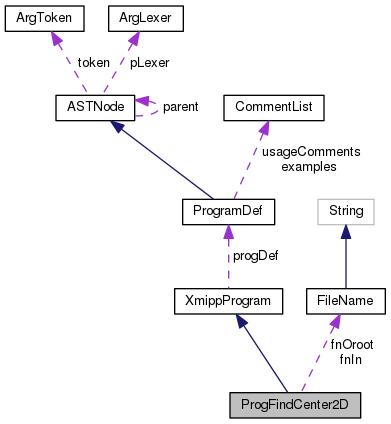 ArgToken
ArgLexer
token
pLexer
ASTNode
parent
CommentList
usageComments
examples
ProgramDef
String
progDef
XmippProgram
FileName
fnOroot
fnIn
ProgFindCenter2D